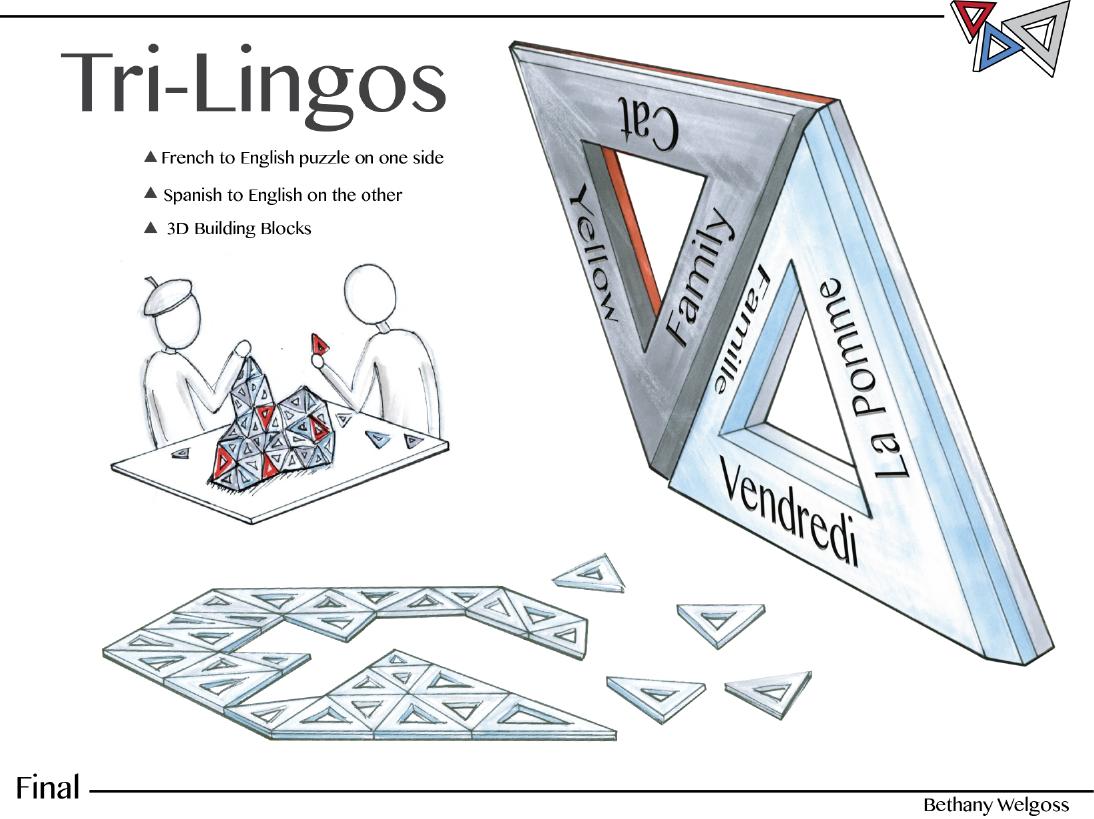 Tri-Lingos
French to English puzzle on one side
Spanish to English on the other
3D Building Blocks
Cat
Yellow
Family
Famille
La Pomme
Vendredi
Final
Bethany Welgoss